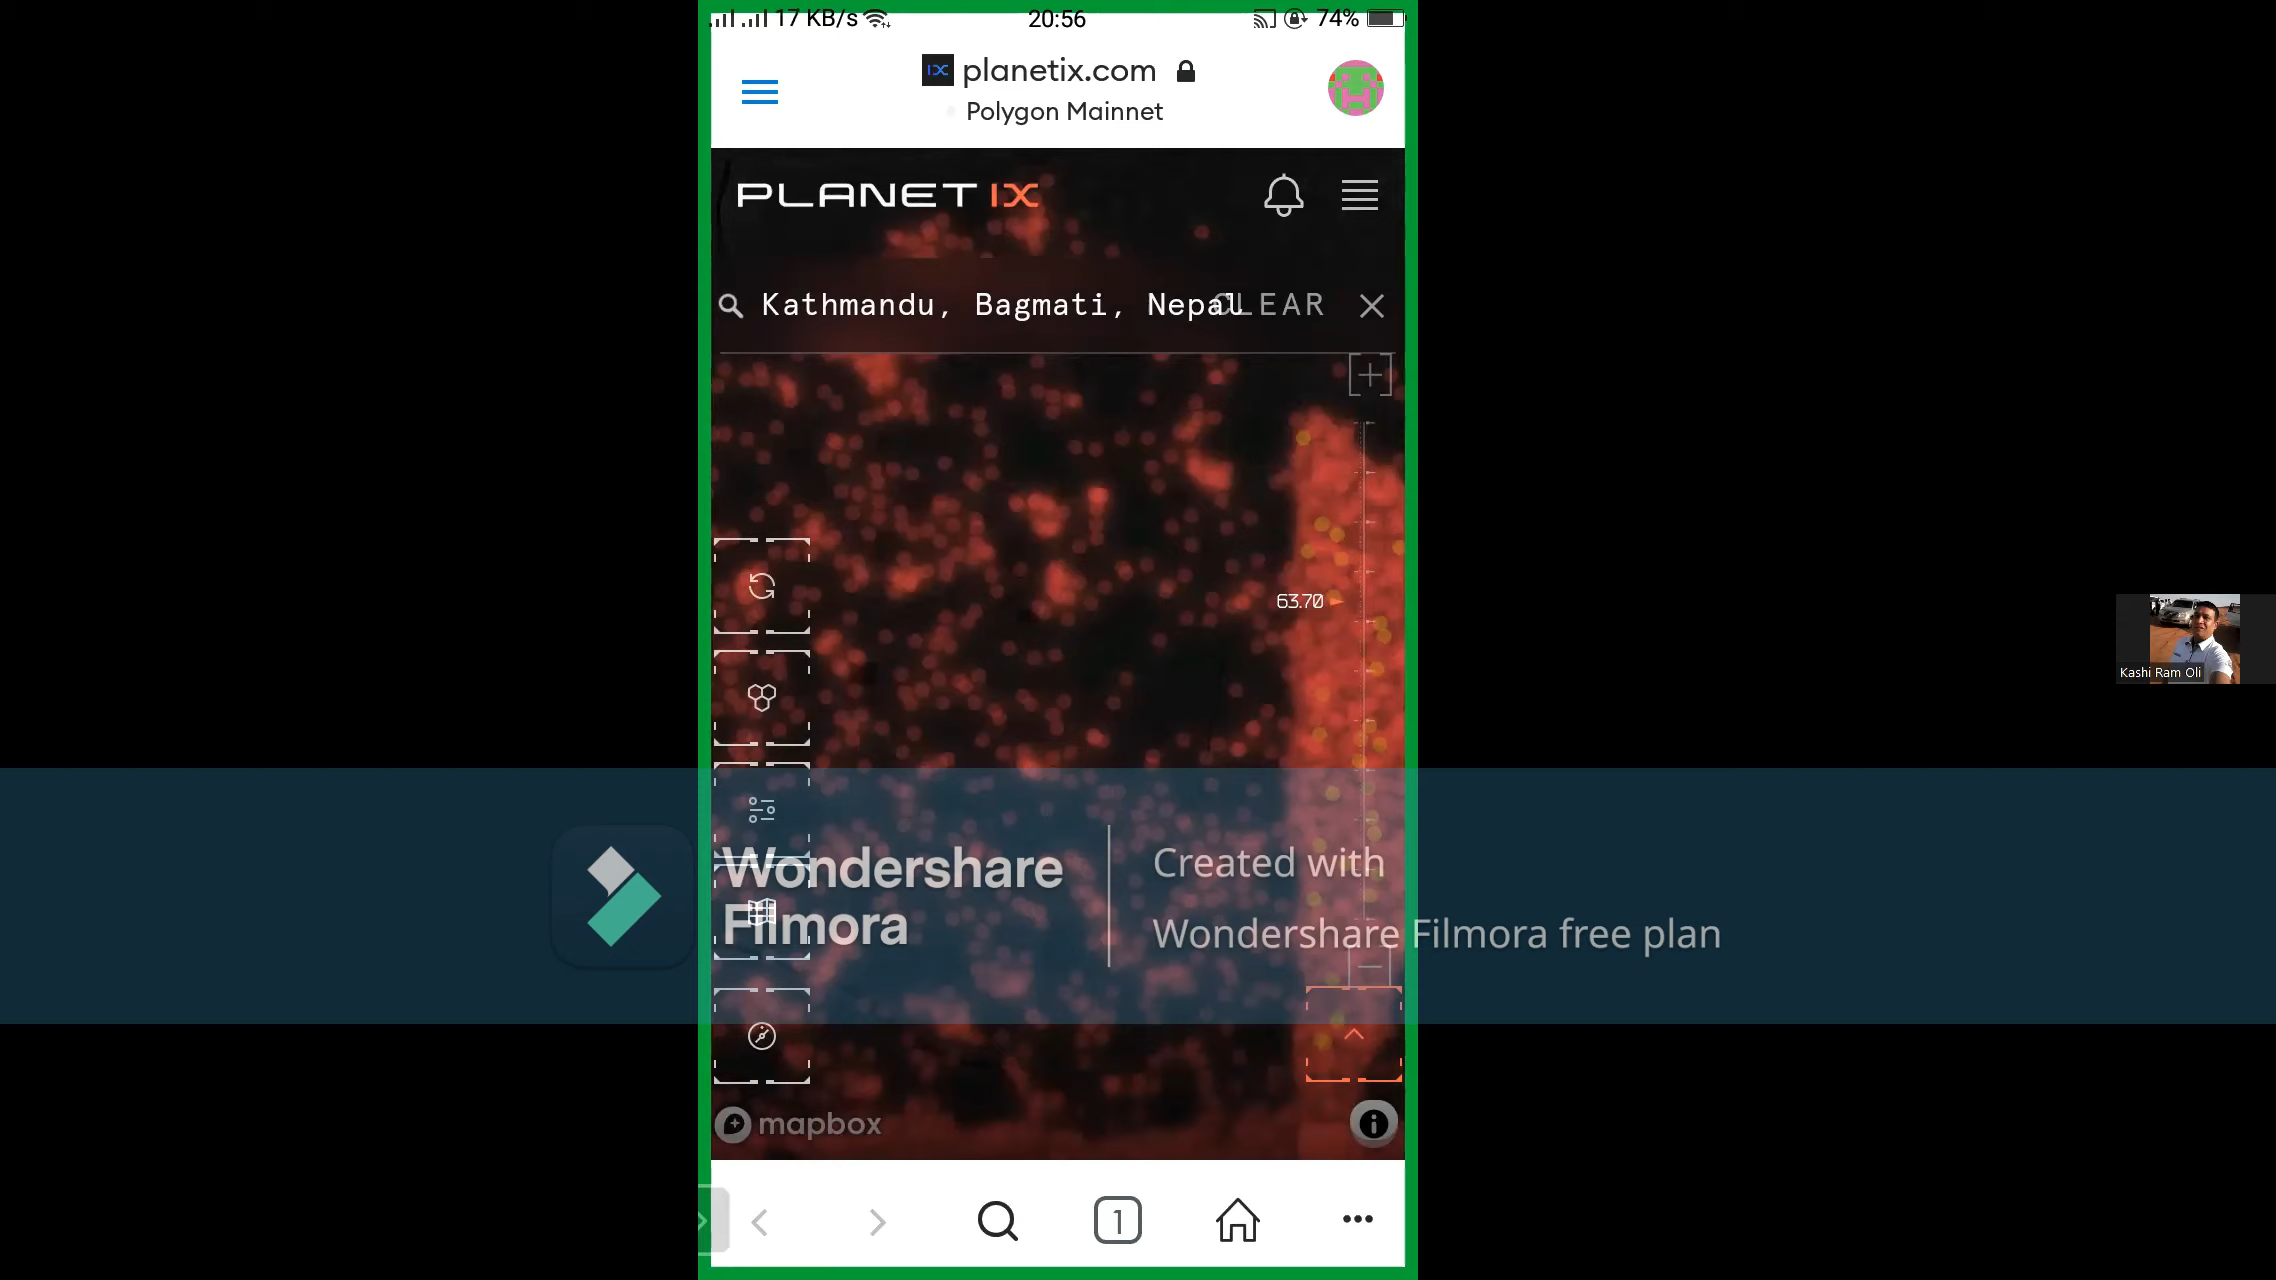 17 KB/s
20:56
74%
planetix.com
Polygon Mainnet
PLANET IX
Kathmandu, Bagmati, Nepal
CLEAR
63.70
Kashi Ram Oli
Wondershare
Filmora
Created with
Wondershare Filmora free plan
mapbox
1